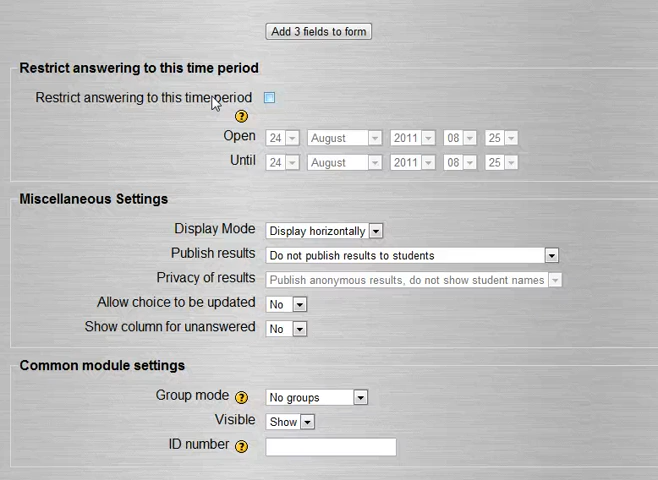 Add 3 fields to form
Restrict answering to this time period
Restrict answering to this time period
?
Open 24 August 2011 08 25
Until 24 August 2011 08 25
Miscellaneous Settings
Display Mode Display horizontally
Publish results Do not publish results to students
Privacy of results Publish anonymous results, do not show student names
Allow choice to be updated No
Show column for unanswered No
Common module settings
Group mode ? No groups
Visible Show
ID number ?